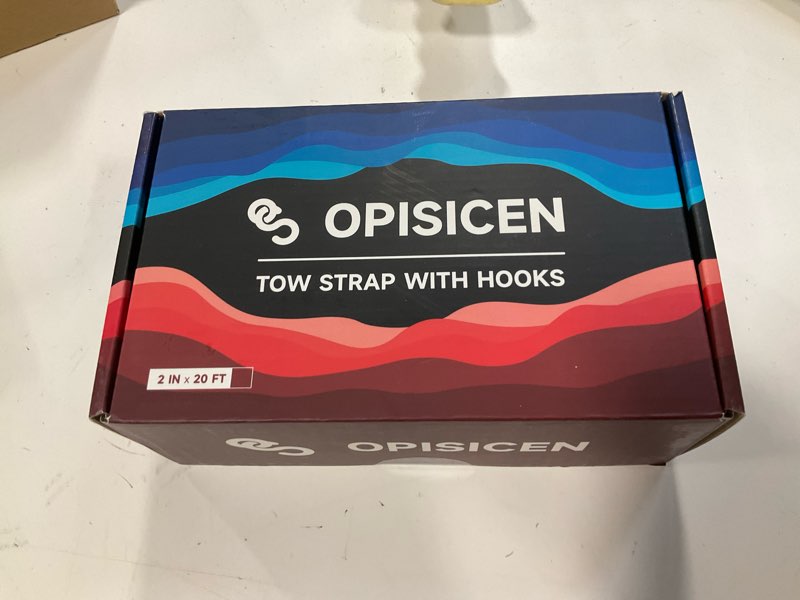 OPISICEN
TOW STRAP WITH HOOKS
2 IN x 20 FT
OPISICEN